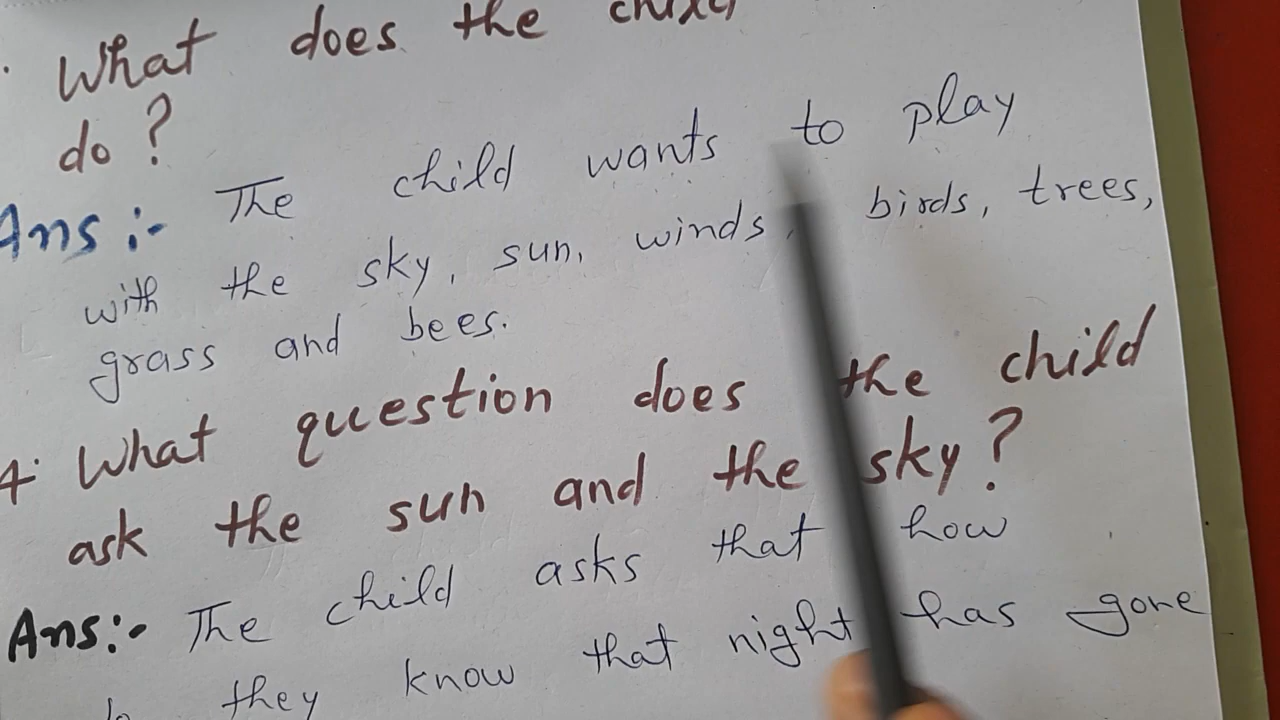 What does the child
do ?
Ans :- The child wants to play
with the sky, sun, winds, birds, trees,
grass and bees.
4. What question does the child
ask the sun and the sky?
Ans:- The child asks that how
do they know that night has gone